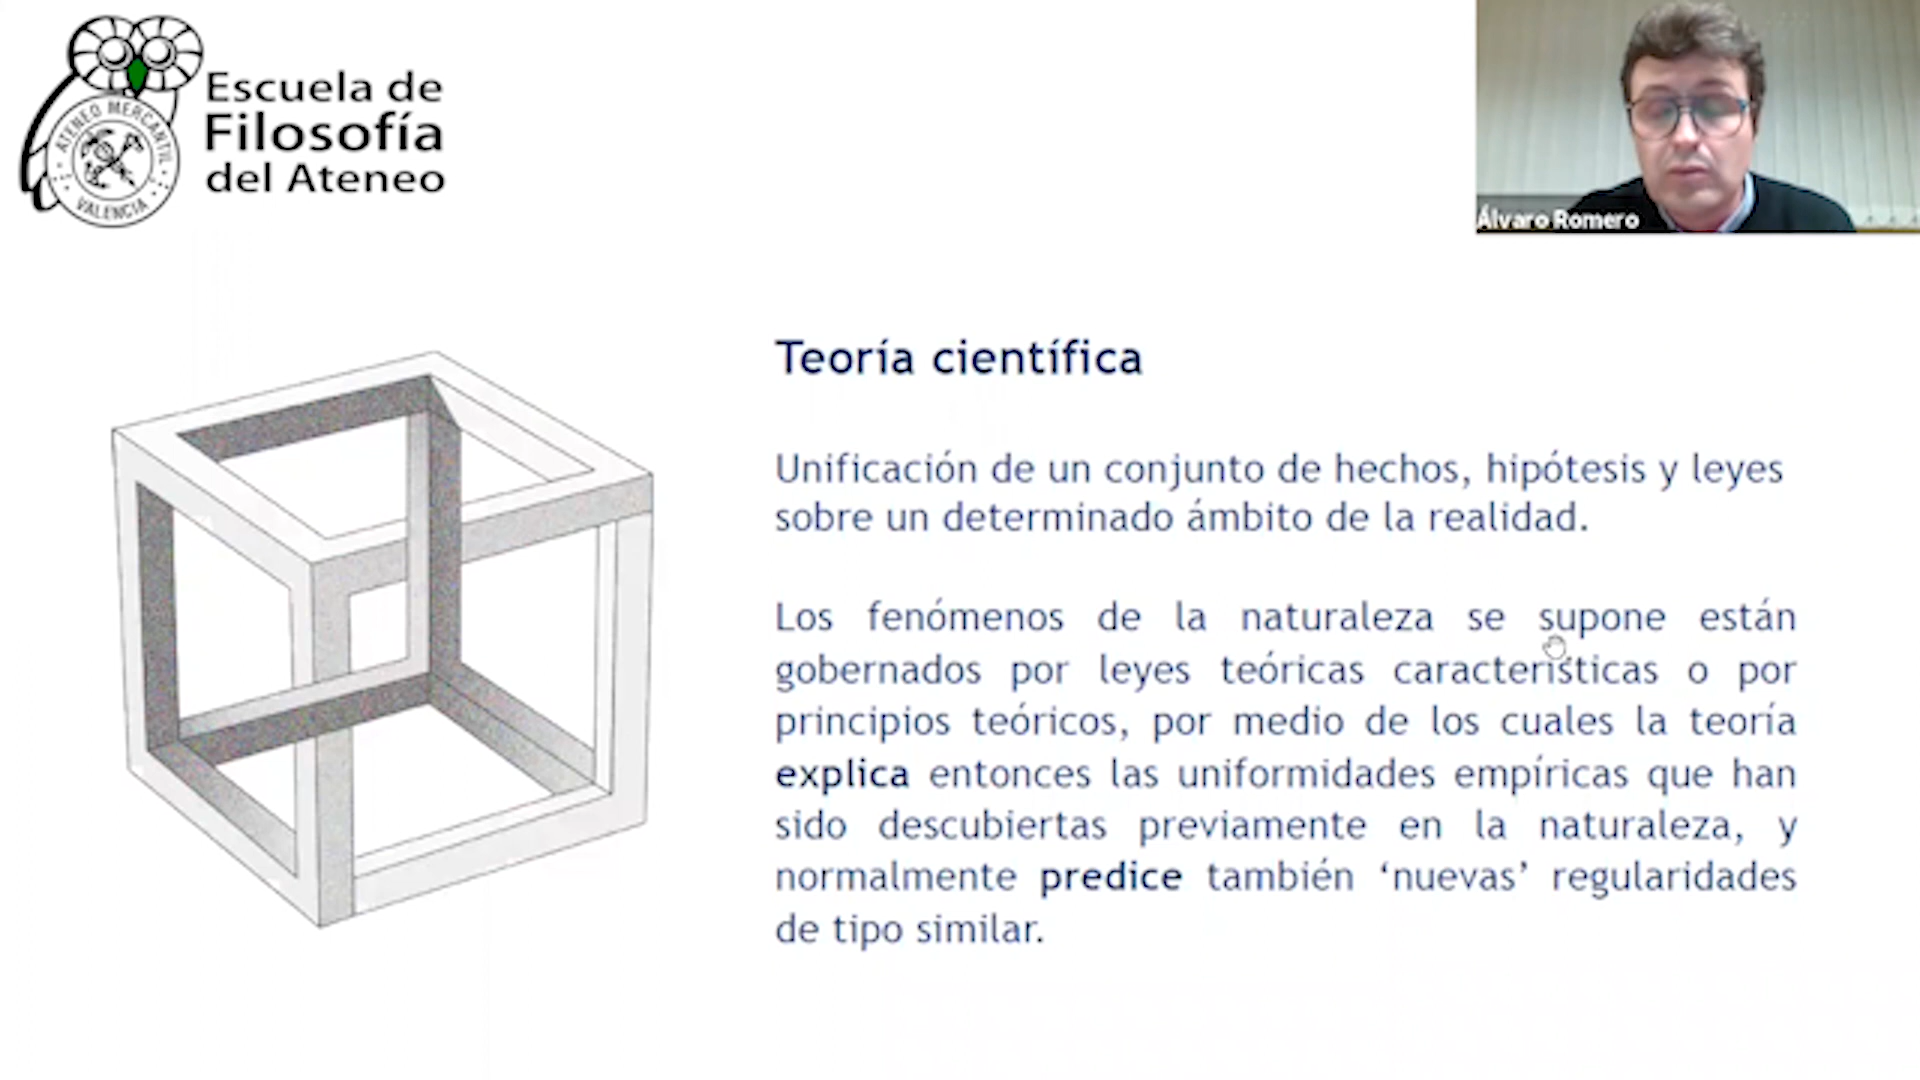 Escuela de
Filosofía
del Ateneo
ATENEO MERCANTIL
VALENCIA
Álvaro Romero
Teoría científica
Unificación de un conjunto de hechos, hipótesis y leyes
sobre un determinado ámbito de la realidad.
Los fenómenos de la naturaleza se supone están
gobernados por leyes teóricas características o por
principios teóricos, por medio de los cuales la teoría
explica entonces las uniformidades empíricas que han
sido descubiertas previamente en la naturaleza, y
normalmente predice también ‘nuevas’ regularidades
de tipo similar.